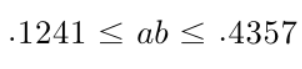 .1241 ≤ ab ≤ .4357